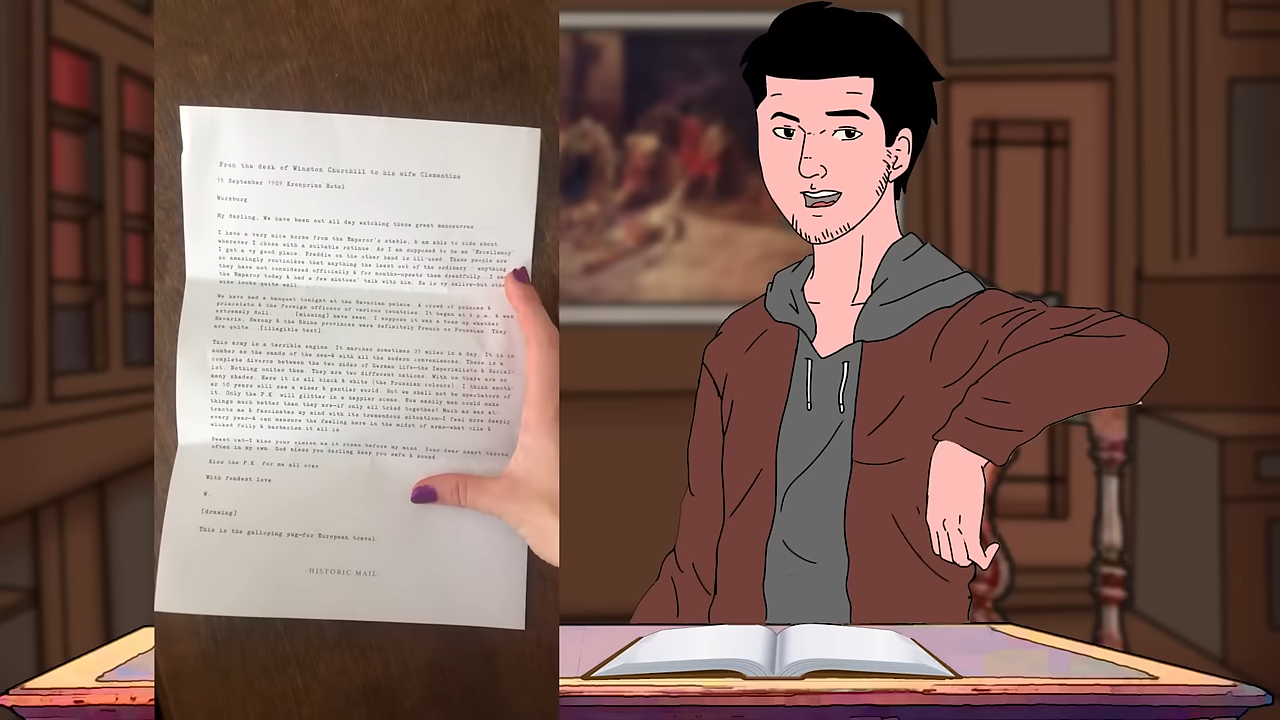 From the desk of Winston Churchill to his wife Clementine
15 September 1909 Kronprinz Hotel
Wurzburg
My darling, We have been out all day watching these great manoeuvres
I have a very nice horse from the Emperor's stable, & am able to ride about
wherever I chose with a suitable retinue. As I am supposed to be an 'Excellency'
I get a vy good place. Freddie on the other hand is ill-used. These people are
so amazingly routinière that anything the least out of the ordinary - anything
they have not considered officially & for months-upsets them dreadfully. I saw
the Emperor today & had a few mintues' talk with him. He is vy sallow-but othe
wise looks quite well.
We have had a banquet tonight at the Bavarian palace. A crowd of princes &
princelets & the foreign officers of various countries. It began at 6 p.m. & was
extremely dull [missing] have seen. I suppose it was a toss up whether
Bavaria, Saxony & the Rhine provinces were definitely French or Prussian. They
are quite. [illegible text]
This army is a terrible engine. It marches sometimes 35 miles in a day. It is in
number as the sands of the sea-& with all the modern conveniences. There is a
complete divorce between the two sides of German life-the Imperialists & Social-
ist. Nothing unites them. They are two different nations. With us there are so
many shades. Here it is all black & white (the Prussian colours). I think anoth
er 50 years will see a wiser & gentler world. But we shall not be spectators of
it. Only the P.K. will glitter in a happier scene. How easily men could make
things much better than they are-if only all tried together! Much as war at-
tracts me & fascinates my mind with its tremendous situation-I feel more deeply
every year-& can measure the feeling here in the midst of arms-what vile &
wicked folly & barbarism it all is
Sweet cat-I kiss your vision as it rises before my mind. Your dear heart throbs
often in my own. God bless you darling keep you safe & sound
Kiss the P.K. for me all over
With fondest love
W.
[drawing]
This is the galloping pug-for European travel.
HISTORIC MAIL